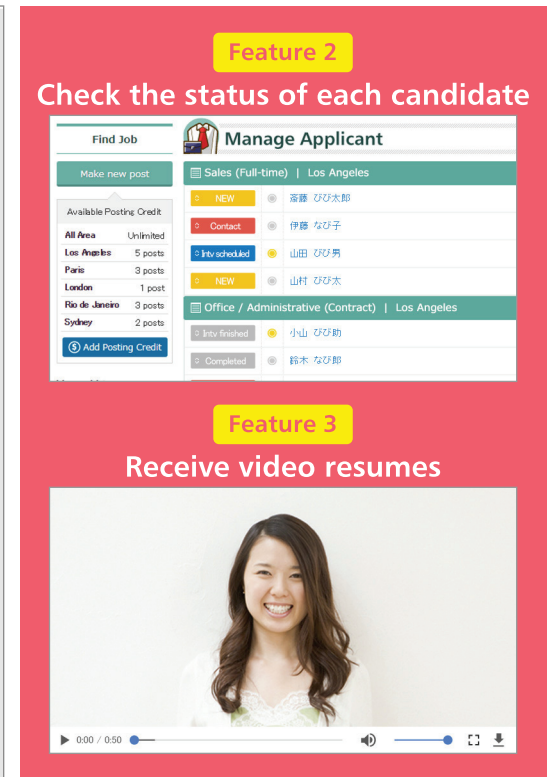 Feature 2
Check the status of each candidate
Find Job
Make new post
Available Posting Credit
All Area Unlimited
Los Angeles 5 posts
Paris 3 posts
London 1 post
Rio de Janeiro 3 posts
Sydney 2 posts
Add Posting Credit
Manage Applicant
Sales (Full-time) | Los Angeles
NEW 斎藤 びび太郎
Contact 伊藤 なび子
Intv scheduled 山田 びび男
NEW 山村 びび太
Office / Administrative (Contract) | Los Angeles
Intv finished 小山 びび助
Completed 鈴木 なび郎
Feature 3
Receive video resumes
0:00 / 0:50